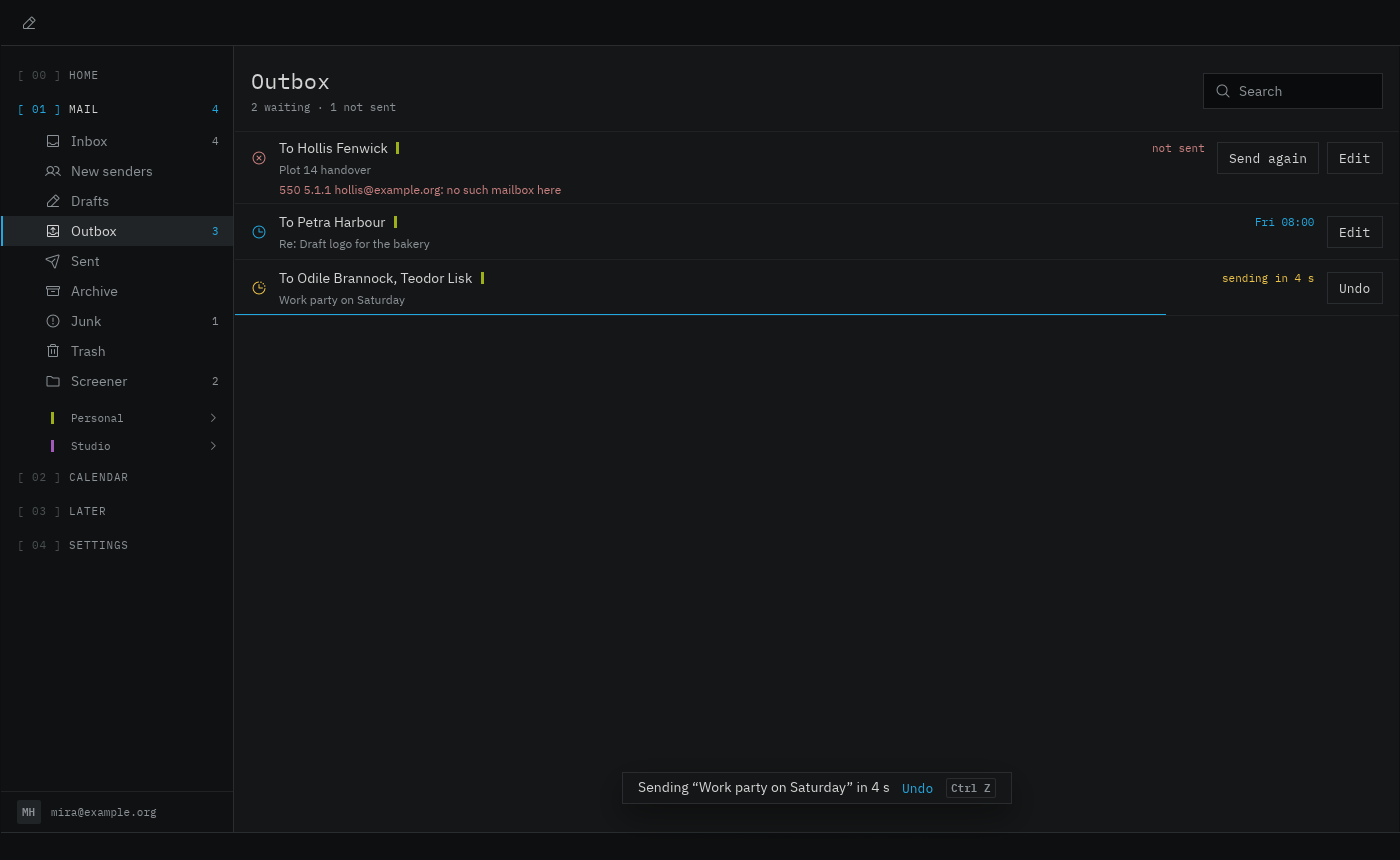 [ 00 ] HOME
[ 01 ] MAIL 4
Inbox 4
New senders
Drafts
Outbox 3
Sent
Archive
Junk 1
Trash
Screener 2
Personal
Studio
[ 02 ] CALENDAR
[ 03 ] LATER
[ 04 ] SETTINGS
MH mira@example.org
Outbox
2 waiting · 1 not sent
Search
To Hollis Fenwick
Plot 14 handover
550 5.1.1 hollis@example.org: no such mailbox here
not sent Send again Edit
To Petra Harbour
Re: Draft logo for the bakery
Fri 08:00 Edit
To Odile Brannock, Teodor Lisk
Work party on Saturday
sending in 4 s Undo
Sending “Work party on Saturday” in 4 s Undo Ctrl Z